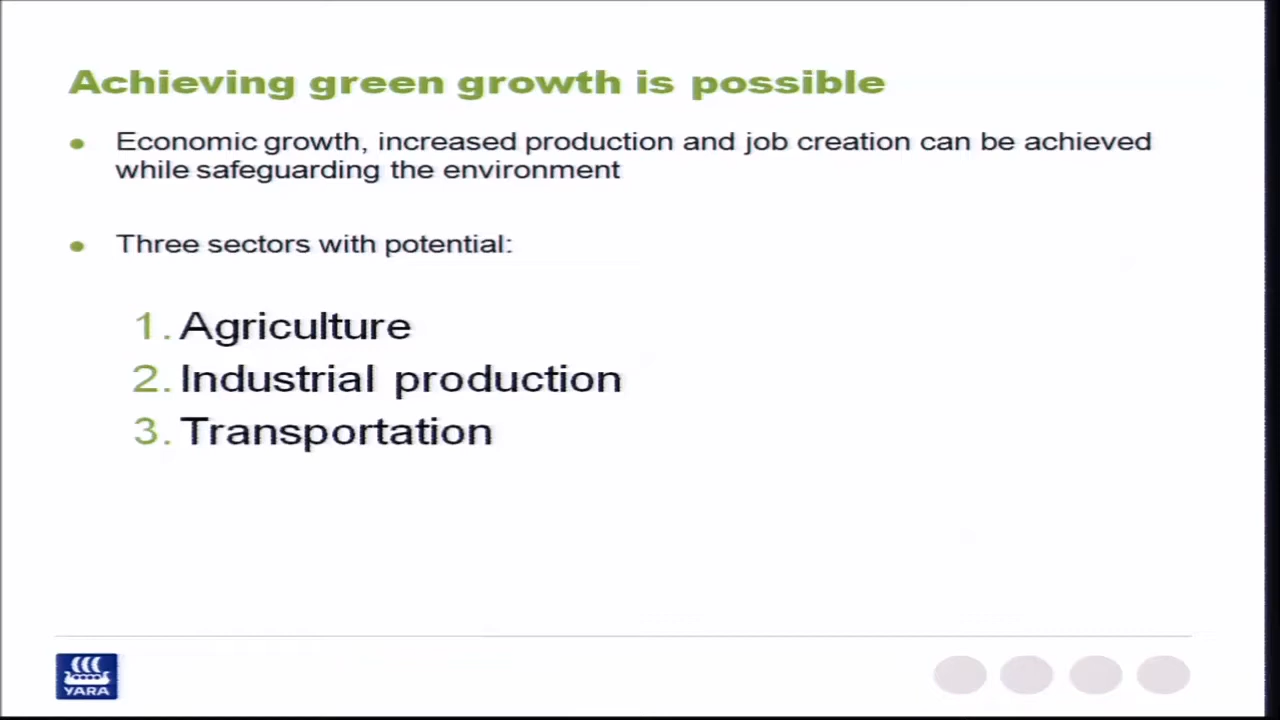 Achieving green growth is possible
• Economic growth, increased production and job creation can be achieved
while safeguarding the environment
• Three sectors with potential:
1. Agriculture
2. Industrial production
3. Transportation
YARA